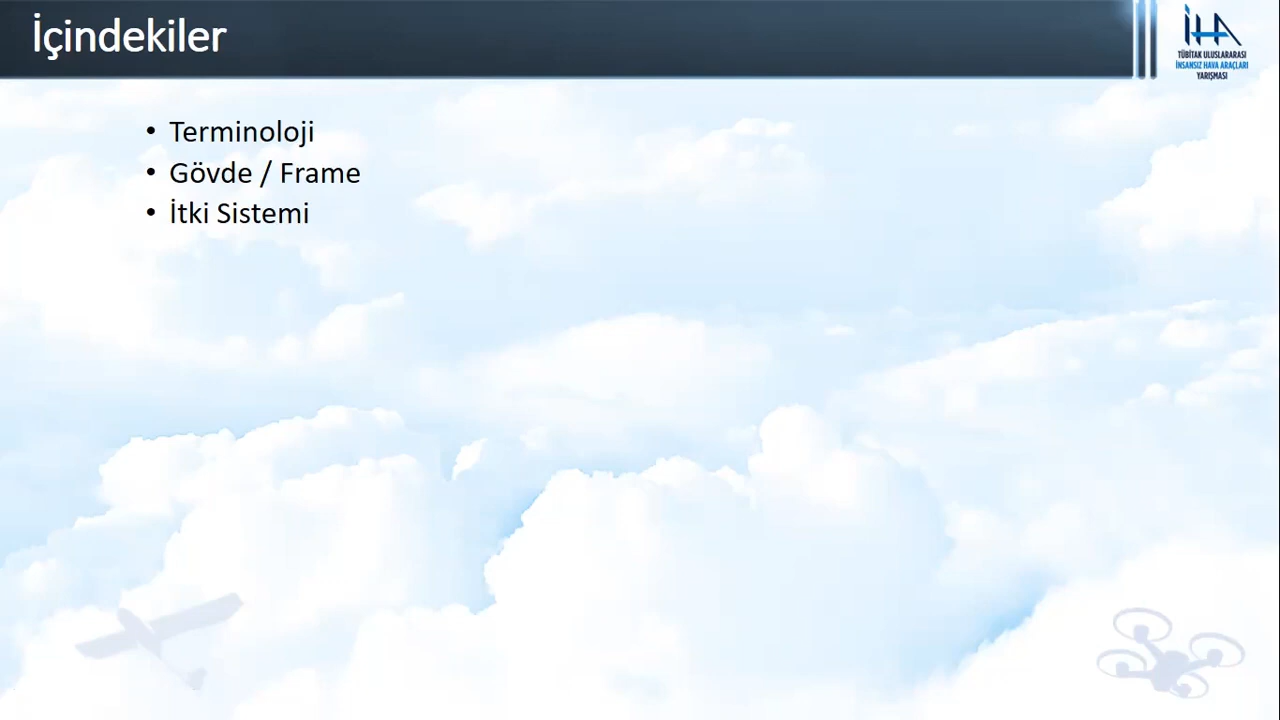 İçindekiler
İHA
TÜBİTAK ULUSLARARASI
İNSANSIZ HAVA ARAÇLARI
YARIŞMASI
• Terminoloji
• Gövde / Frame
• İtki Sistemi